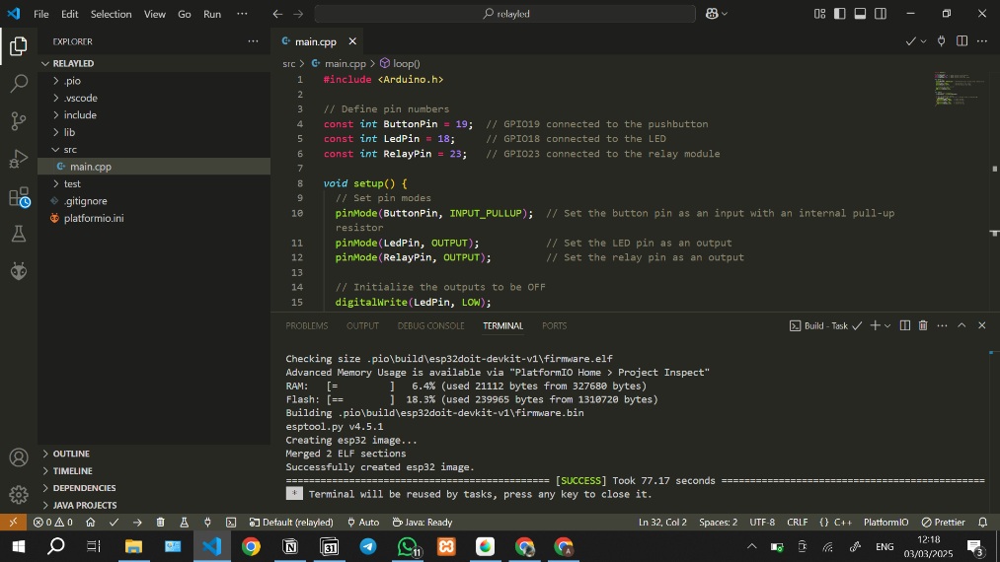 File Edit Selection View Go Run ··· relayled
EXPLORER ···
RELAYLED
.pio
.vscode
include
lib
src
main.cpp
test
.gitignore
platformio.ini
OUTLINE
TIMELINE
DEPENDENCIES
JAVA PROJECTS
main.cpp
src > main.cpp > loop()
1 #include <Arduino.h>
2
3 // Define pin numbers
4 const int ButtonPin = 19;  // GPIO19 connected to the pushbutton
5 const int LedPin = 18;     // GPIO18 connected to the LED
6 const int RelayPin = 23;   // GPIO23 connected to the relay module
7
8 void setup() {
9   // Set pin modes
10   pinMode(ButtonPin, INPUT_PULLUP);  // Set the button pin as an input with an internal pull-up
resistor
11   pinMode(LedPin, OUTPUT);           // Set the LED pin as an output
12   pinMode(RelayPin, OUTPUT);         // Set the relay pin as an output
13
14   // Initialize the outputs to be OFF
15   digitalWrite(LedPin, LOW);
PROBLEMS OUTPUT DEBUG CONSOLE TERMINAL PORTS Build - Task
Checking size .pio\build\esp32doit-devkit-v1\firmware.elf
Advanced Memory Usage is available via "PlatformIO Home > Project Inspect"
RAM:   [=         ]   6.4% (used 21112 bytes from 327680 bytes)
Flash: [==        ]  18.3% (used 239965 bytes from 1310720 bytes)
Building .pio\build\esp32doit-devkit-v1\firmware.bin
esptool.py v4.5.1
Creating esp32 image...
Merged 2 ELF sections
Successfully created esp32 image.
============================================ [SUCCESS] Took 77.17 seconds ============================================
* Terminal will be reused by tasks, press any key to close it.
0 0 Default (relayled) Auto Java: Ready Ln 32, Col 2 Spaces: 2 UTF-8 CRLF {} C++ PlatformIO Prettier
31 11 A ENG 12:18
03/03/2025 3